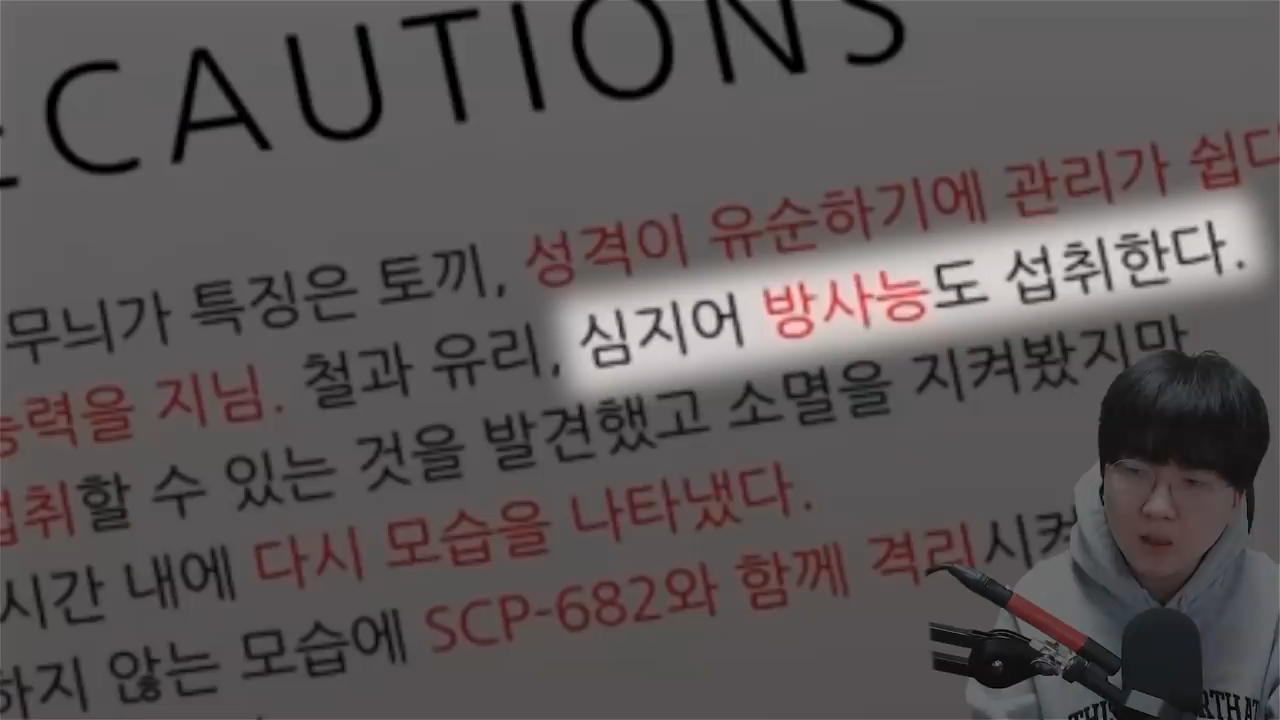 CAUTIONS
무늬가 특징은 토끼, 성격이 유순하기에 관리가 쉽다
능력을 지님. 철과 유리, 심지어 방사능도 섭취한다.
섭취할 수 있는 것을 발견했고 소멸을 지켜봤지만
시간 내에 다시 모습을 나타냈다.
하지 않는 모습에 SCP-682와 함께 격리시켜